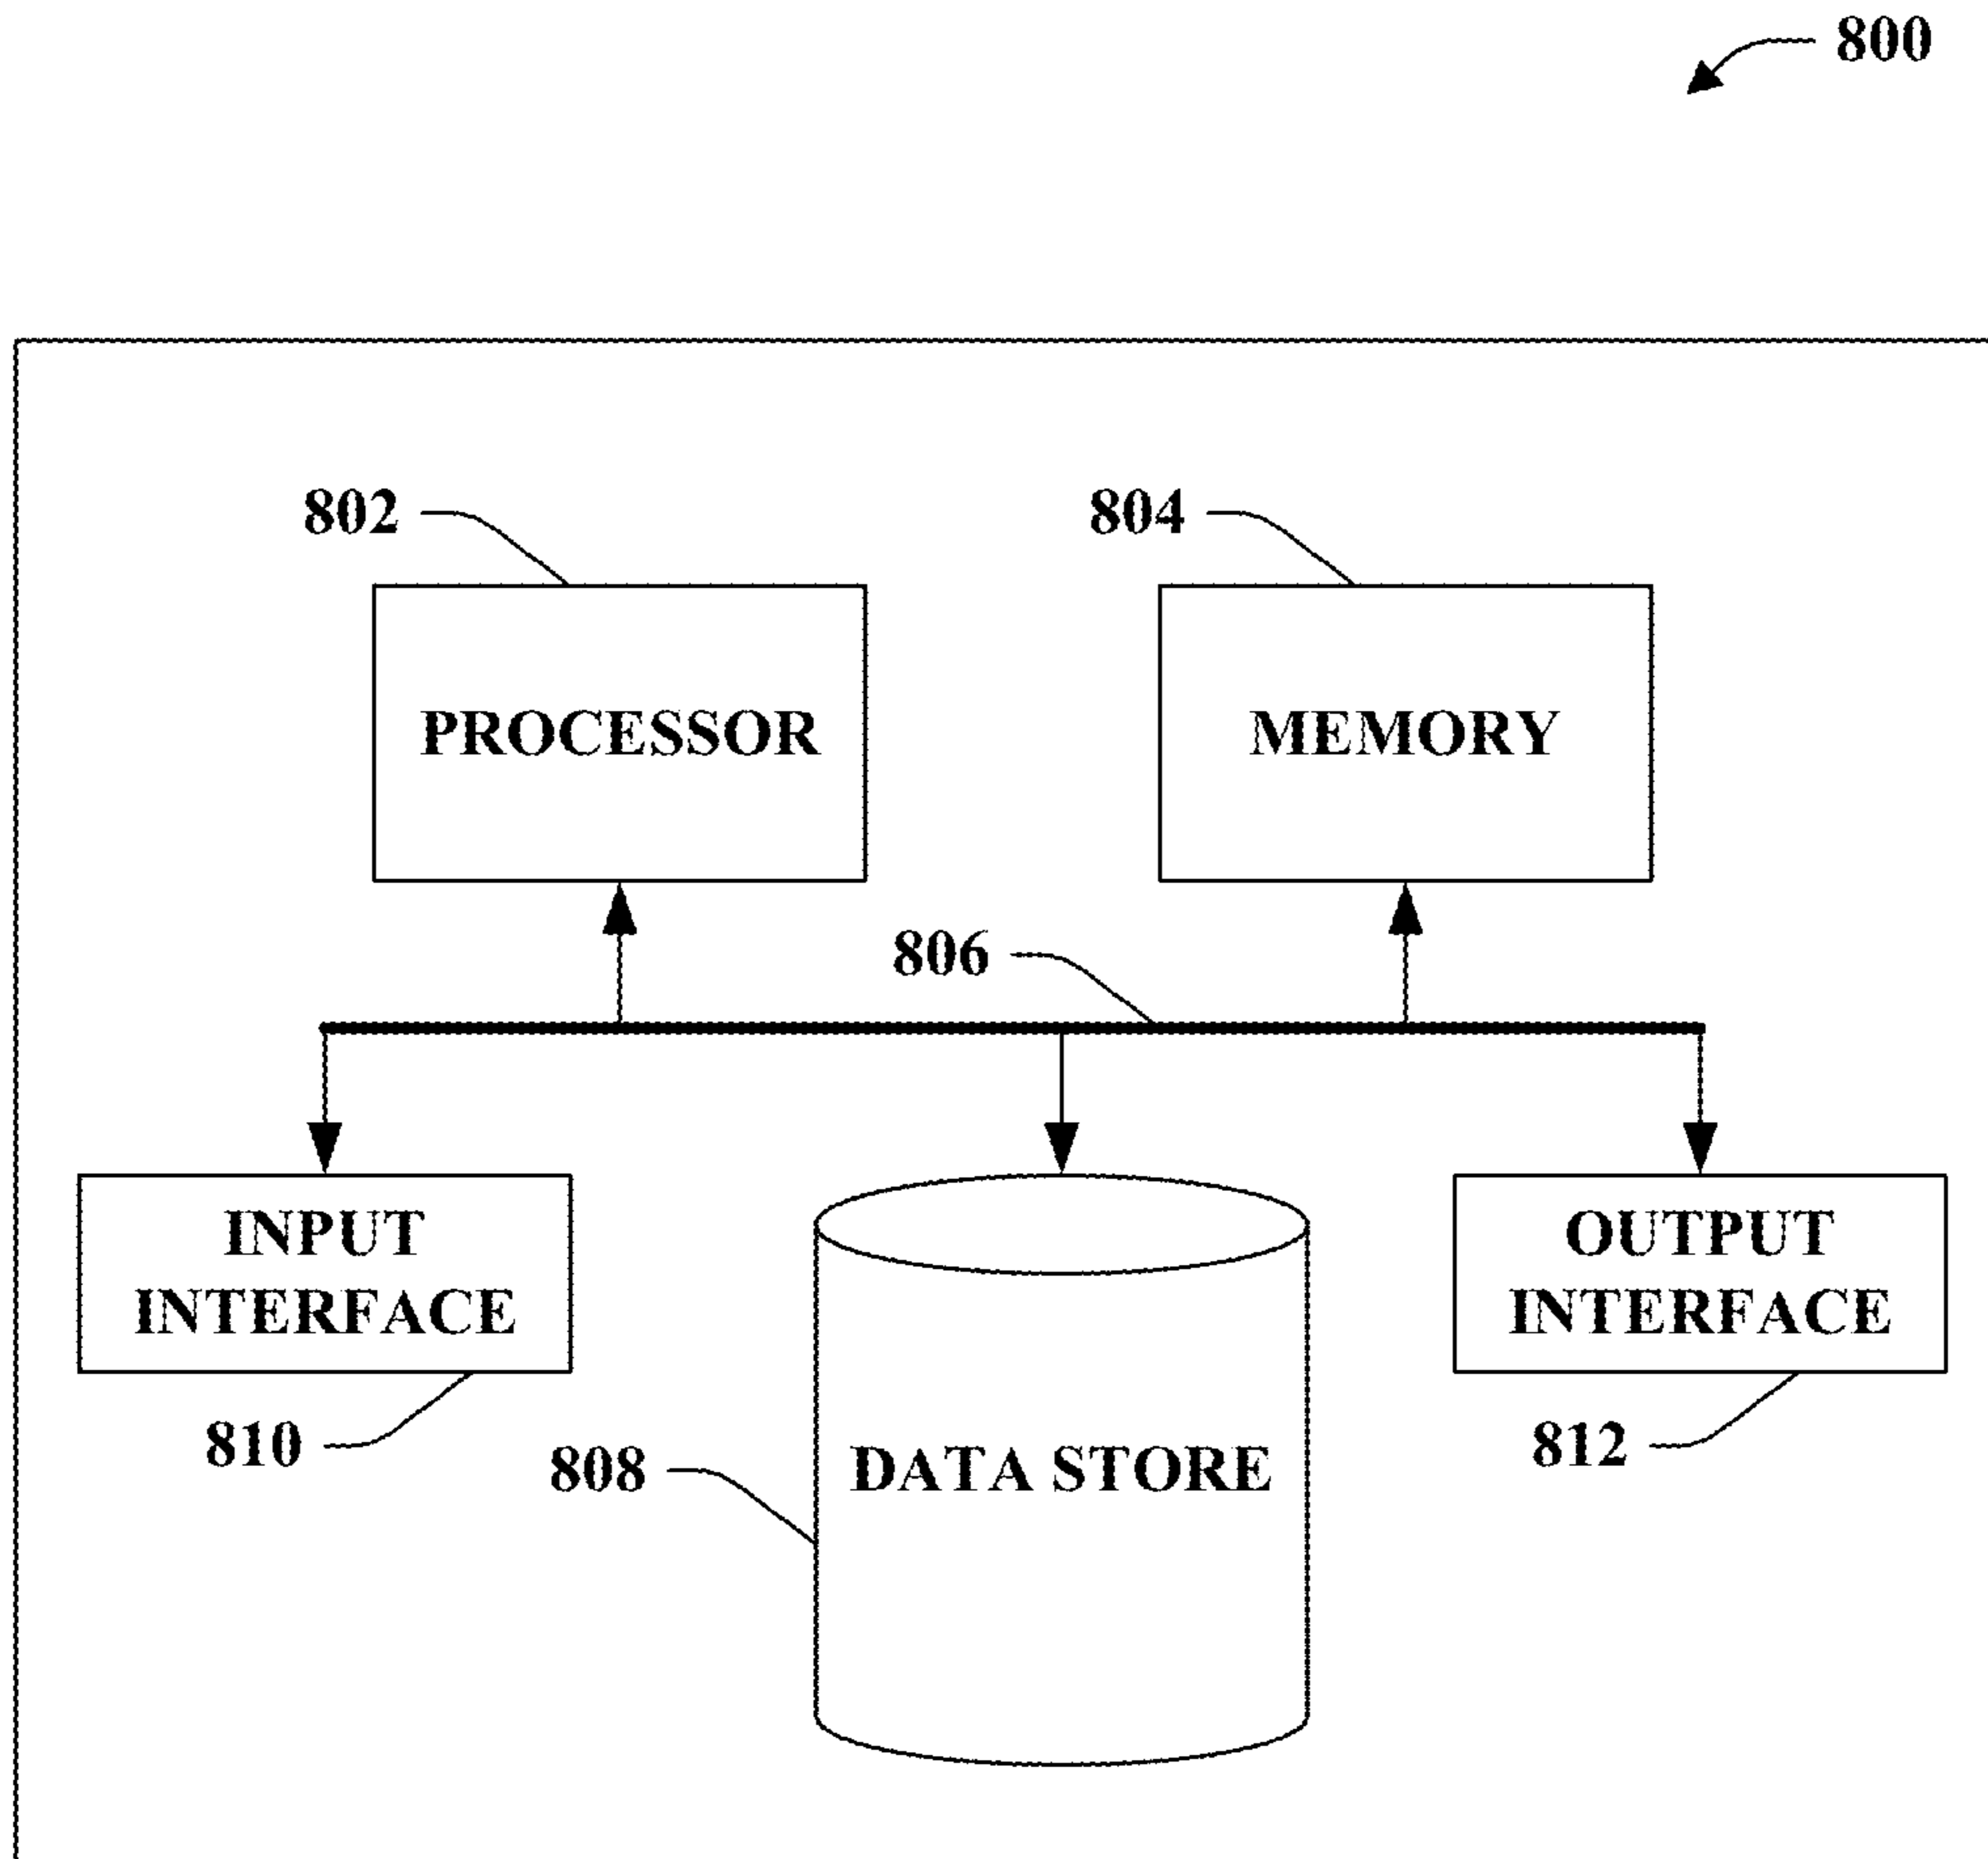 800
802
804
PROCESSOR
MEMORY
806
INPUT
INTERFACE
OUTPUT
INTERFACE
810
808
DATA STORE
812